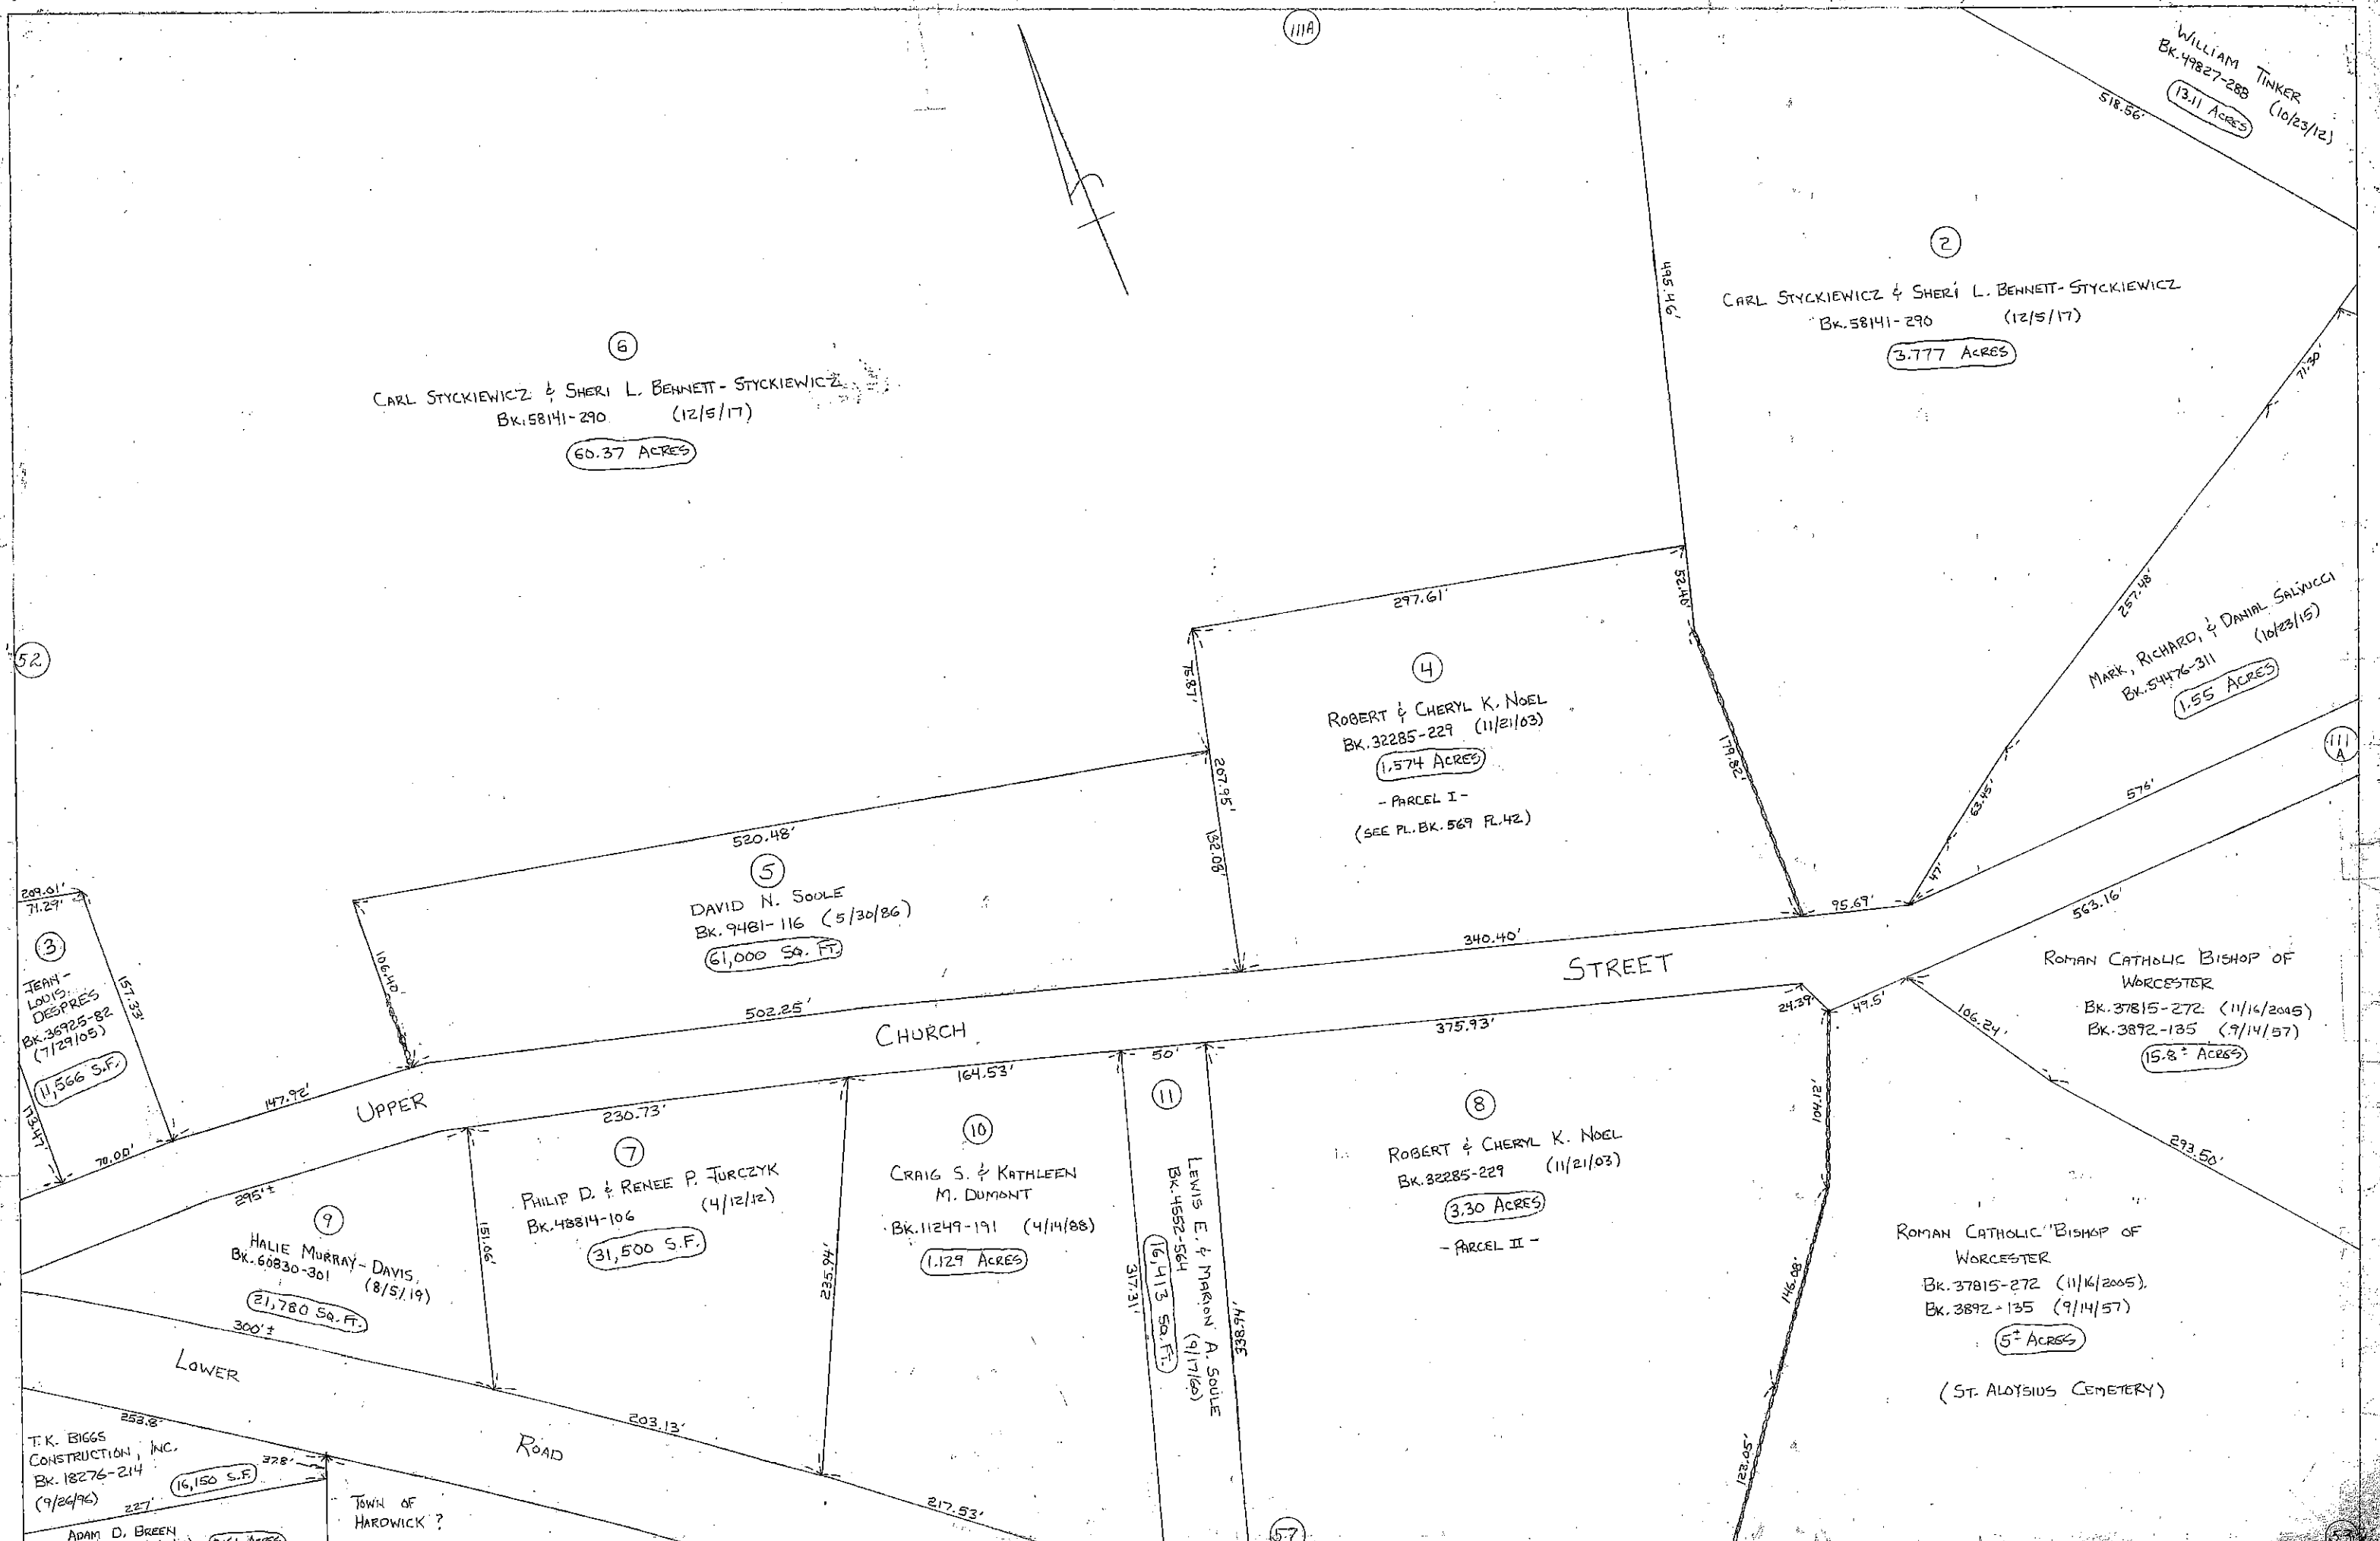 111A
WILLIAM TINKER
BK.49827-288 (10/23/12)
13.11 ACRES
518.56'
2
CARL STYCKIEWICZ & SHERI L. BENNETT-STYCKIEWICZ
BK.58141-290 (12/5/17)
3.777 ACRES
495.46'
71.30'
6
CARL STYCKIEWICZ & SHERI L. BENNETT-STYCKIEWICZ
BK.58141-290 (12/5/17)
60.37 ACRES
52
297.61'
52.40'
257.48'
MARK, RICHARD, & DANIAL SALVUCCI
BK.54476-311 (10/23/15)
1.55 ACRES
111
A
76.87'
4
ROBERT & CHERYL K. NOEL
BK.32285-229 (11/21/03)
1.574 ACRES
- PARCEL I -
(SEE PL.BK.569 PL.42)
179.82'
63.45'
576'
47'
207.95'
132.08'
520.48'
5
DAVID N. SOULE
BK.9481-116 (5/30/86)
61,000 SQ. FT.
106.40'
209.01'
71.29'
3
JEAN-
LOUIS
DESPRES
BK.36925-82
(7/29/05)
11,566 S.F.
157.33'
173.47'
70.00'
147.92'
502.25'
340.40'
95.69'
563.16'
UPPER CHURCH STREET
295'±
230.73'
164.53'
50'
375.93'
24.39'
49.5'
106.24'
293.50'
ROMAN CATHOLIC BISHOP OF
WORCESTER
BK.37815-272 (11/16/2005)
BK.3892-135 (9/14/57)
15.8± ACRES
9
HALIE MURRAY-DAVIS
BK.60830-301 (8/5/19)
21,780 SQ.FT.
300'±
151.06'
7
PHILIP D. & RENEE P. JURCZYK
BK.48814-106 (4/12/12)
31,500 S.F.
235.94'
10
CRAIG S. & KATHLEEN
M. DUMONT
BK.11249-191 (4/14/88)
1.129 ACRES
11
LEWIS E. & MARION A. SOULE
BK.4552-564 (9/17/60)
16,413 SQ.FT.
317.31'
338.94'
8
ROBERT & CHERYL K. NOEL
BK.32285-229 (11/21/03)
3.30 ACRES
- PARCEL II -
104.12'
146.08'
123.05'
ROMAN CATHOLIC BISHOP OF
WORCESTER
BK.37815-272 (11/16/2005)
BK.3892-135 (9/14/57)
5± ACRES
(ST. ALOYSIUS CEMETERY)
LOWER ROAD
203.13'
217.53'
253.8'
T.K. BIGGS
CONSTRUCTION, INC.
BK.18276-214
(9/26/96)
16,150 S.F.
328'
227'
TOWN OF
HARDWICK ?
ADAM D. BREEN
57